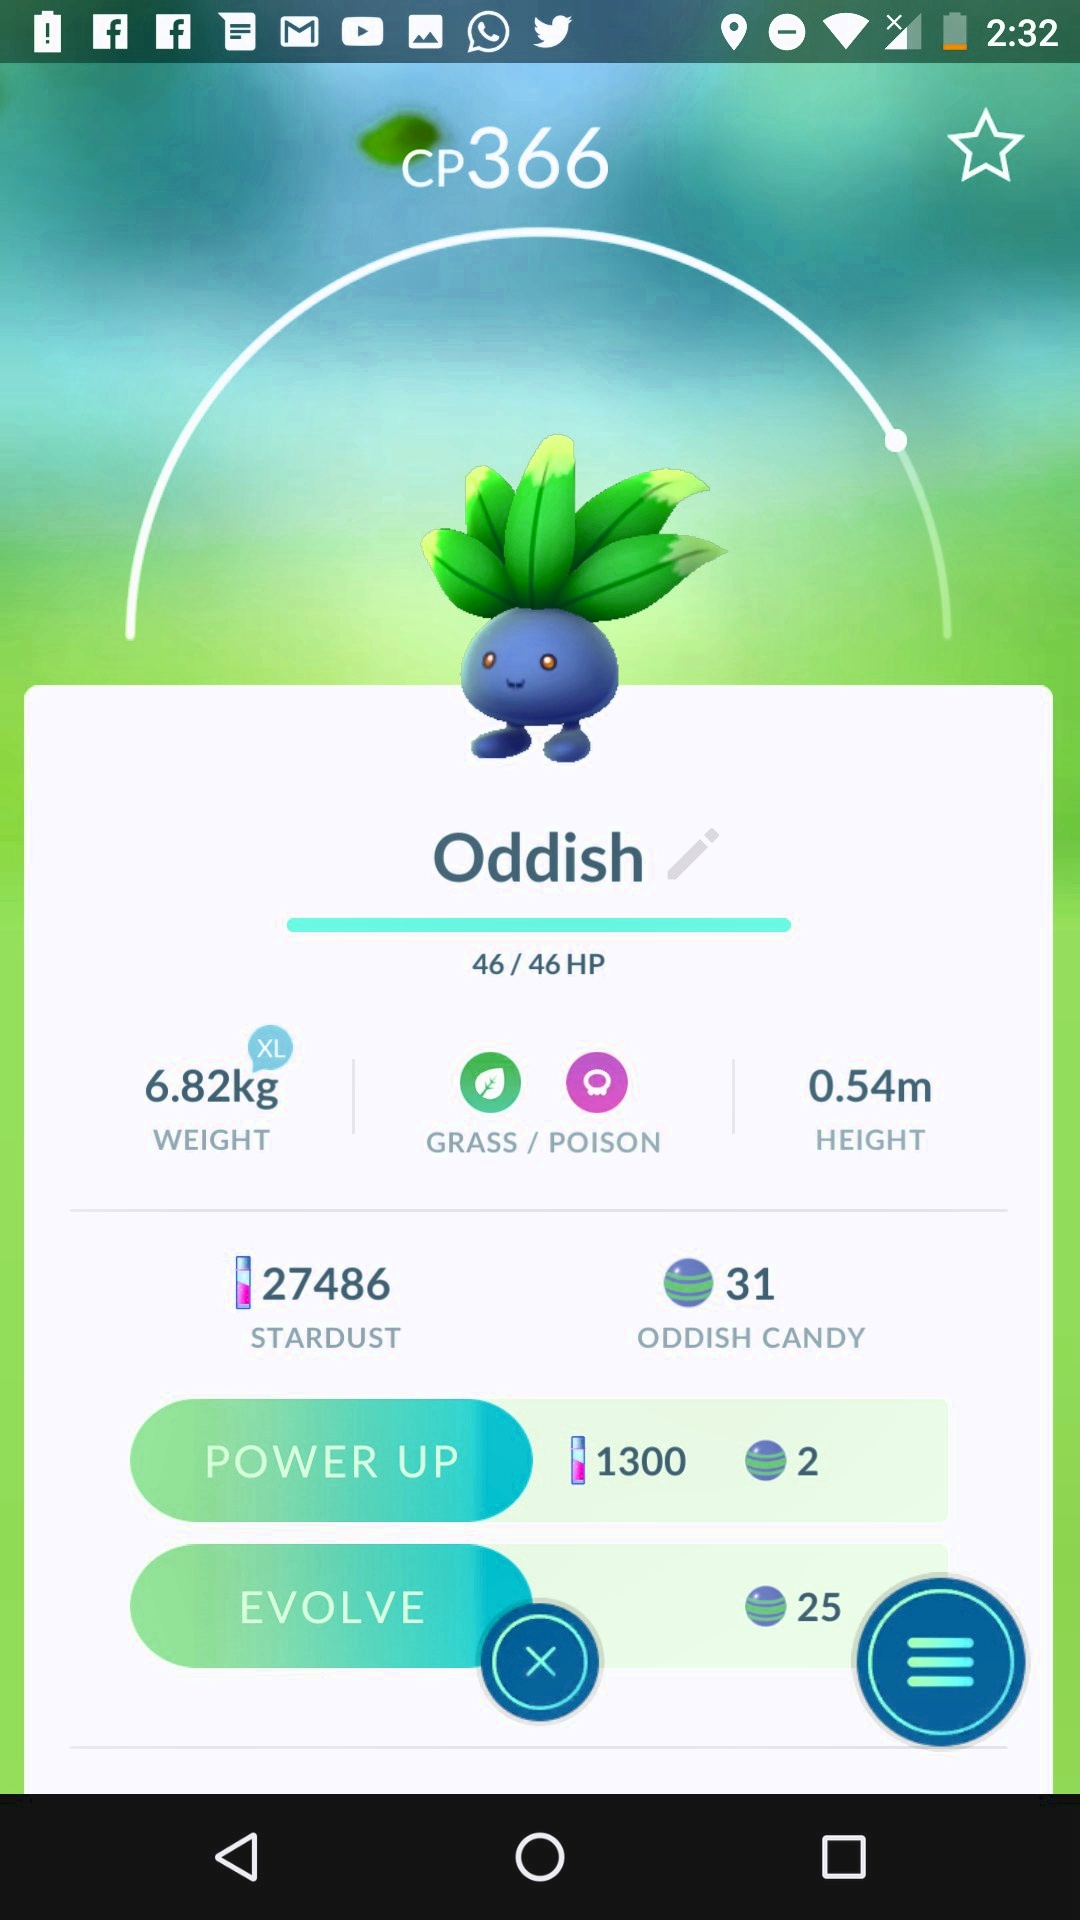 2:32
CP366
Oddish
46 / 46 HP
XL
6.82kg
WEIGHT
GRASS / POISON
0.54m
HEIGHT
27486
STARDUST
31
ODDISH CANDY
POWER UP 1300 2
EVOLVE 25